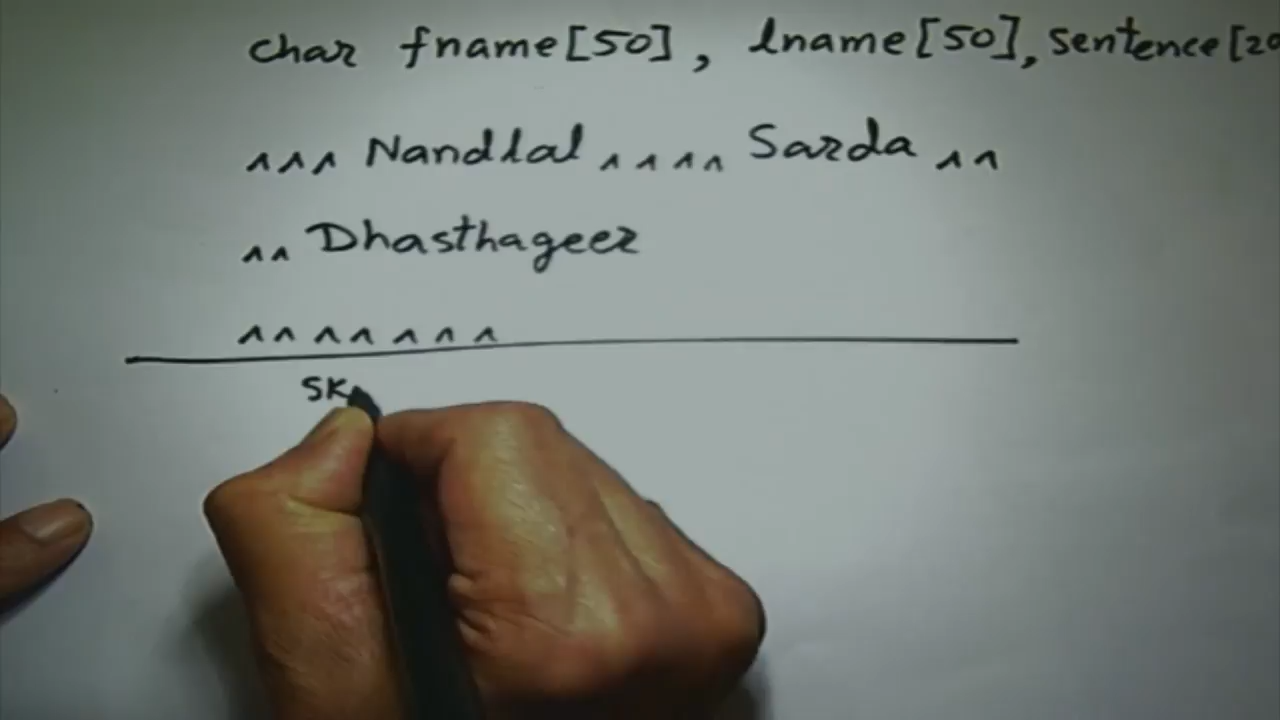 char fname[50], lname[50], sentence[20
^^^ Nandlal ^^^^ Sarda ^^
^^ Dhasthageer
^^^^^^^
SK